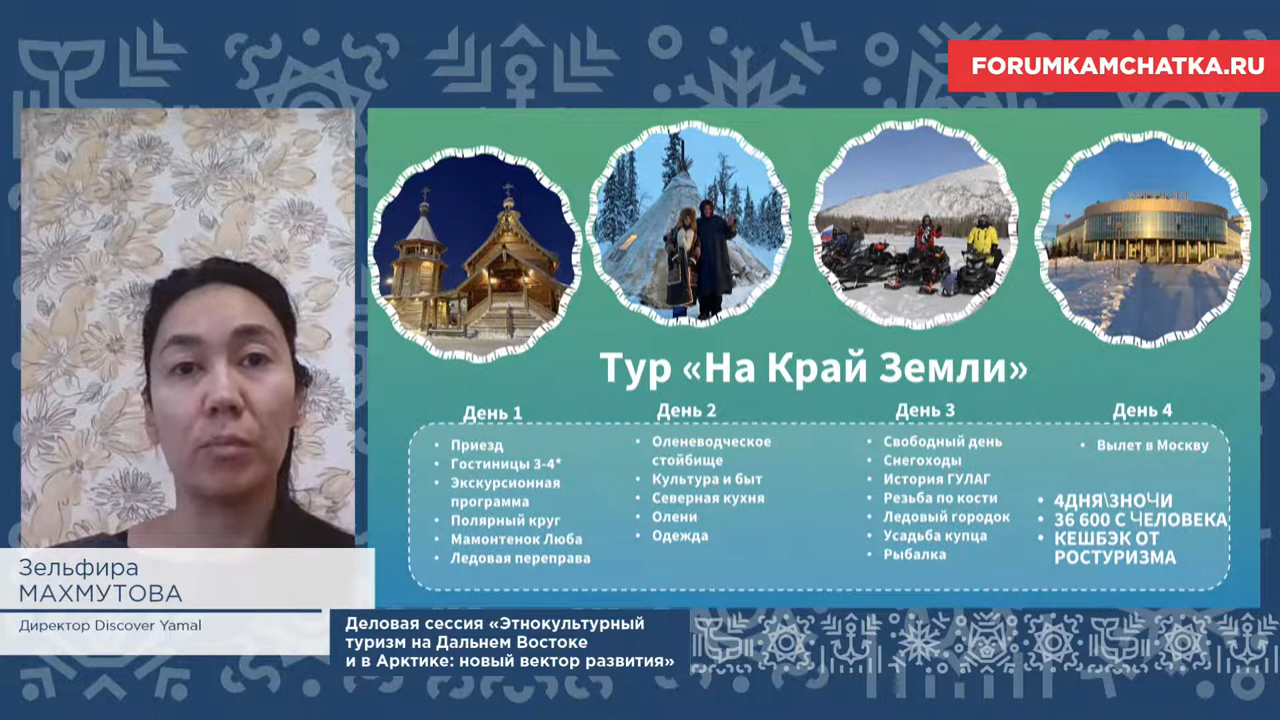 FORUMKAMCHATKA.RU
Тур «На Край Земли»
День 1
• Приезд
• Гостиницы 3-4*
• Экскурсионная
программа
• Полярный круг
• Мамонтенок Люба
• Ледовая переправа
День 2
• Оленеводческое
стойбище
• Культура и быт
• Северная кухня
• Олени
• Одежда
День 3
• Свободный день
• Снегоходы
• История ГУЛАГ
• Резьба по кости
• Ледовый городок
• Усадьба купца
• Рыбалка
День 4
• Вылет в Москву
• 4ДНЯ\3НОЧИ
• 36 600 С ЧЕЛОВЕКА
• КЕШБЭК ОТ
РОСТУРИЗМА
Зельфира
МАХМУТОВА
Директор Discover Yamal
Деловая сессия «Этнокультурный
туризм на Дальнем Востоке
и в Арктике: новый вектор развития»